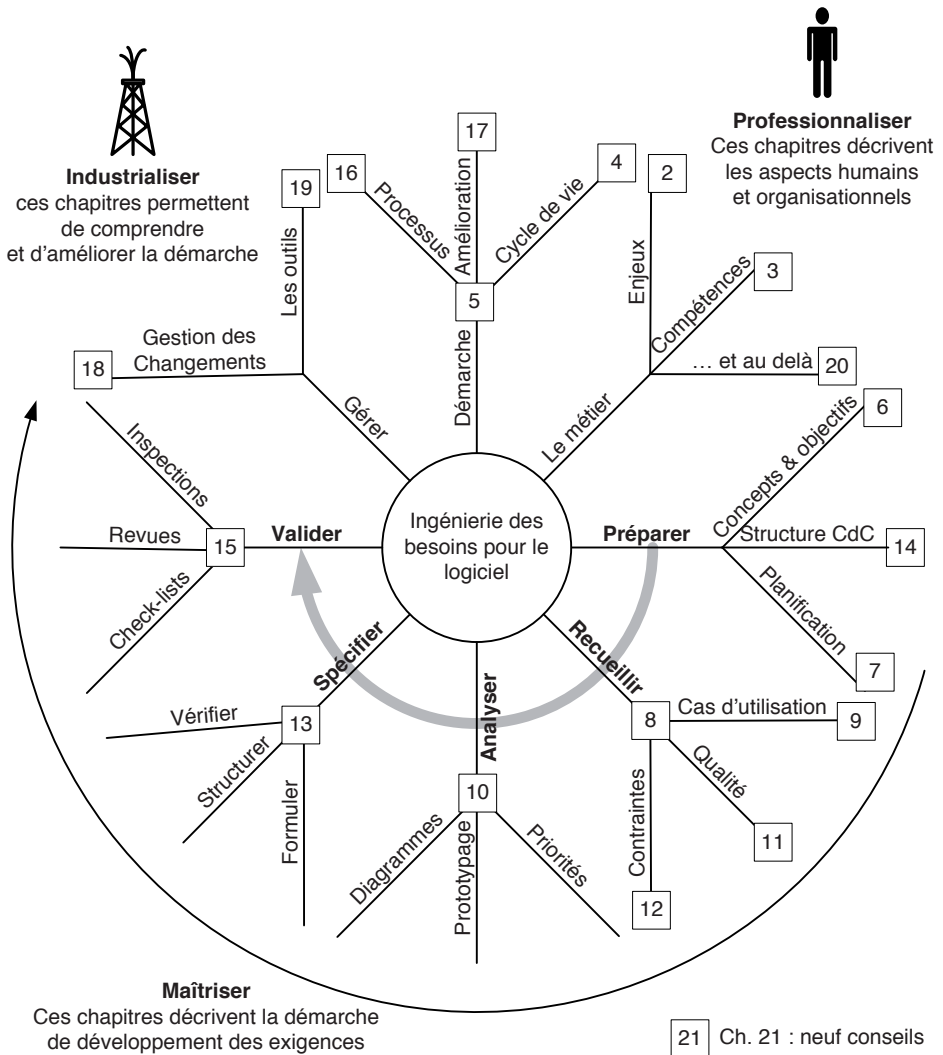 Industrialiser
ces chapitres permettent
de comprendre
et d'améliorer la démarche
Professionnaliser
Ces chapitres décrivent
les aspects humains
et organisationnels
17
16
4
2
19
Processus
Amélioration
Cycle de vie
Les outils
Enjeux
3
Compétences
5
Gestion des
Changements
18
… et au delà
20
Démarche
Gérer
Le métier
6
Inspections
Concepts & objectifs
Revues
15
Valider
Ingénierie des
besoins pour le
logiciel
Préparer
Structure CdC
14
Check-lists
Planification
7
Spécifier
Analyser
Recueillir
Vérifier
13
8
Cas d'utilisation
9
Structurer
Formuler
10
Contraintes
Qualité
11
Diagrammes
Prototypage
Priorités
12
Maîtriser
Ces chapitres décrivent la démarche
de développement des exigences
21 Ch. 21 : neuf conseils